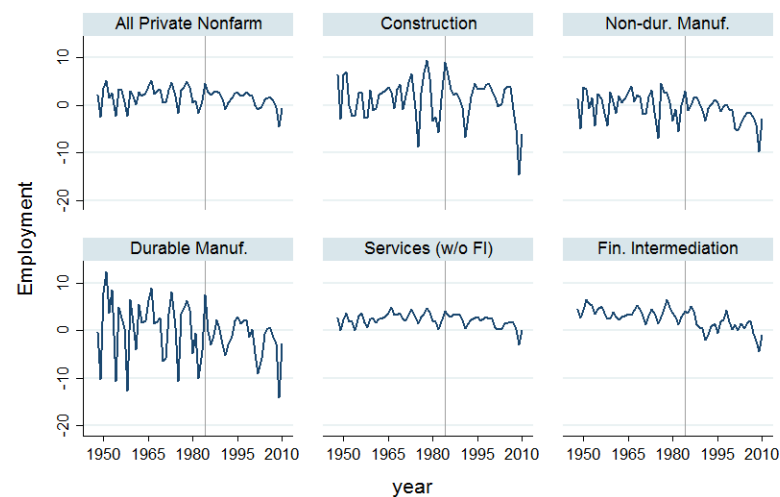 All Private Nonfarm Construction Non-dur. Manuf.
10
0
-10
-20
Durable Manuf. Services (w/o FI) Fin. Intermediation
10
0
-10
-20
Employment
1950 1965 1980 1995 2010 1950 1965 1980 1995 2010 1950 1965 1980 1995 2010
year